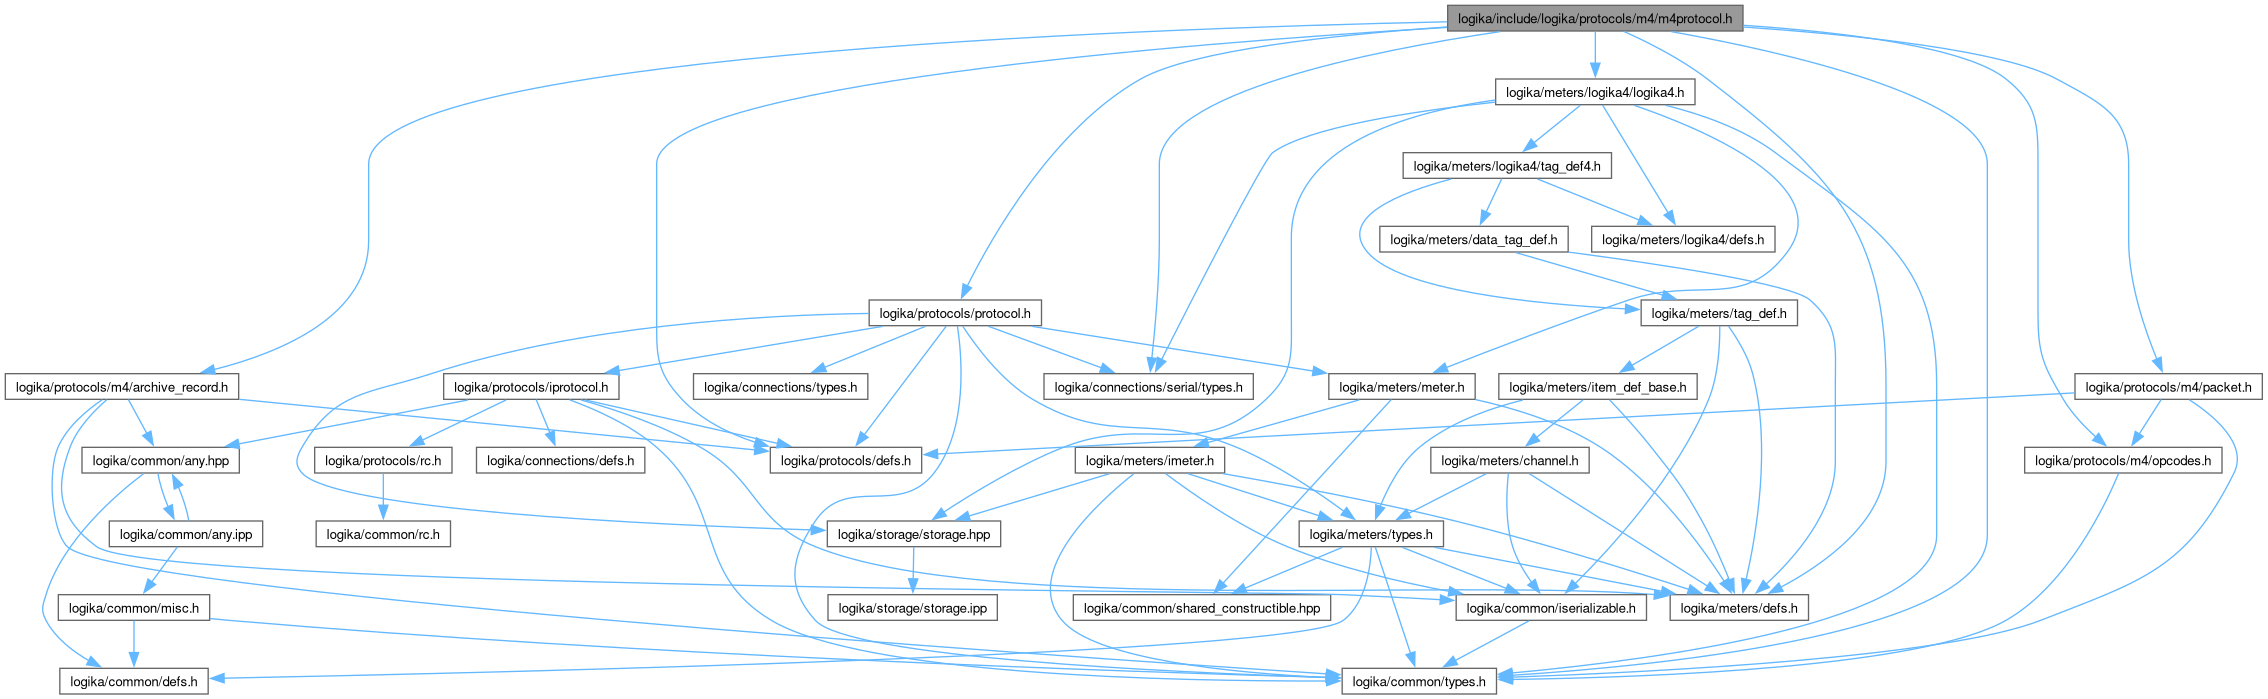 logika/include/logika/protocols/m4/m4protocol.h
logika/meters/logika4/logika4.h
logika/meters/logika4/tag_def4.h
logika/meters/data_tag_def.h
logika/meters/logika4/defs.h
logika/protocols/protocol.h
logika/meters/tag_def.h
logika/protocols/m4/archive_record.h
logika/protocols/iprotocol.h
logika/connections/types.h
logika/connections/serial/types.h
logika/meters/meter.h
logika/meters/item_def_base.h
logika/protocols/m4/packet.h
logika/common/any.hpp
logika/protocols/rc.h
logika/connections/defs.h
logika/protocols/defs.h
logika/meters/imeter.h
logika/meters/channel.h
logika/protocols/m4/opcodes.h
logika/common/any.ipp
logika/common/rc.h
logika/storage/storage.hpp
logika/meters/types.h
logika/common/misc.h
logika/storage/storage.ipp
logika/common/shared_constructible.hpp
logika/common/iserializable.h
logika/meters/defs.h
logika/common/defs.h
logika/common/types.h